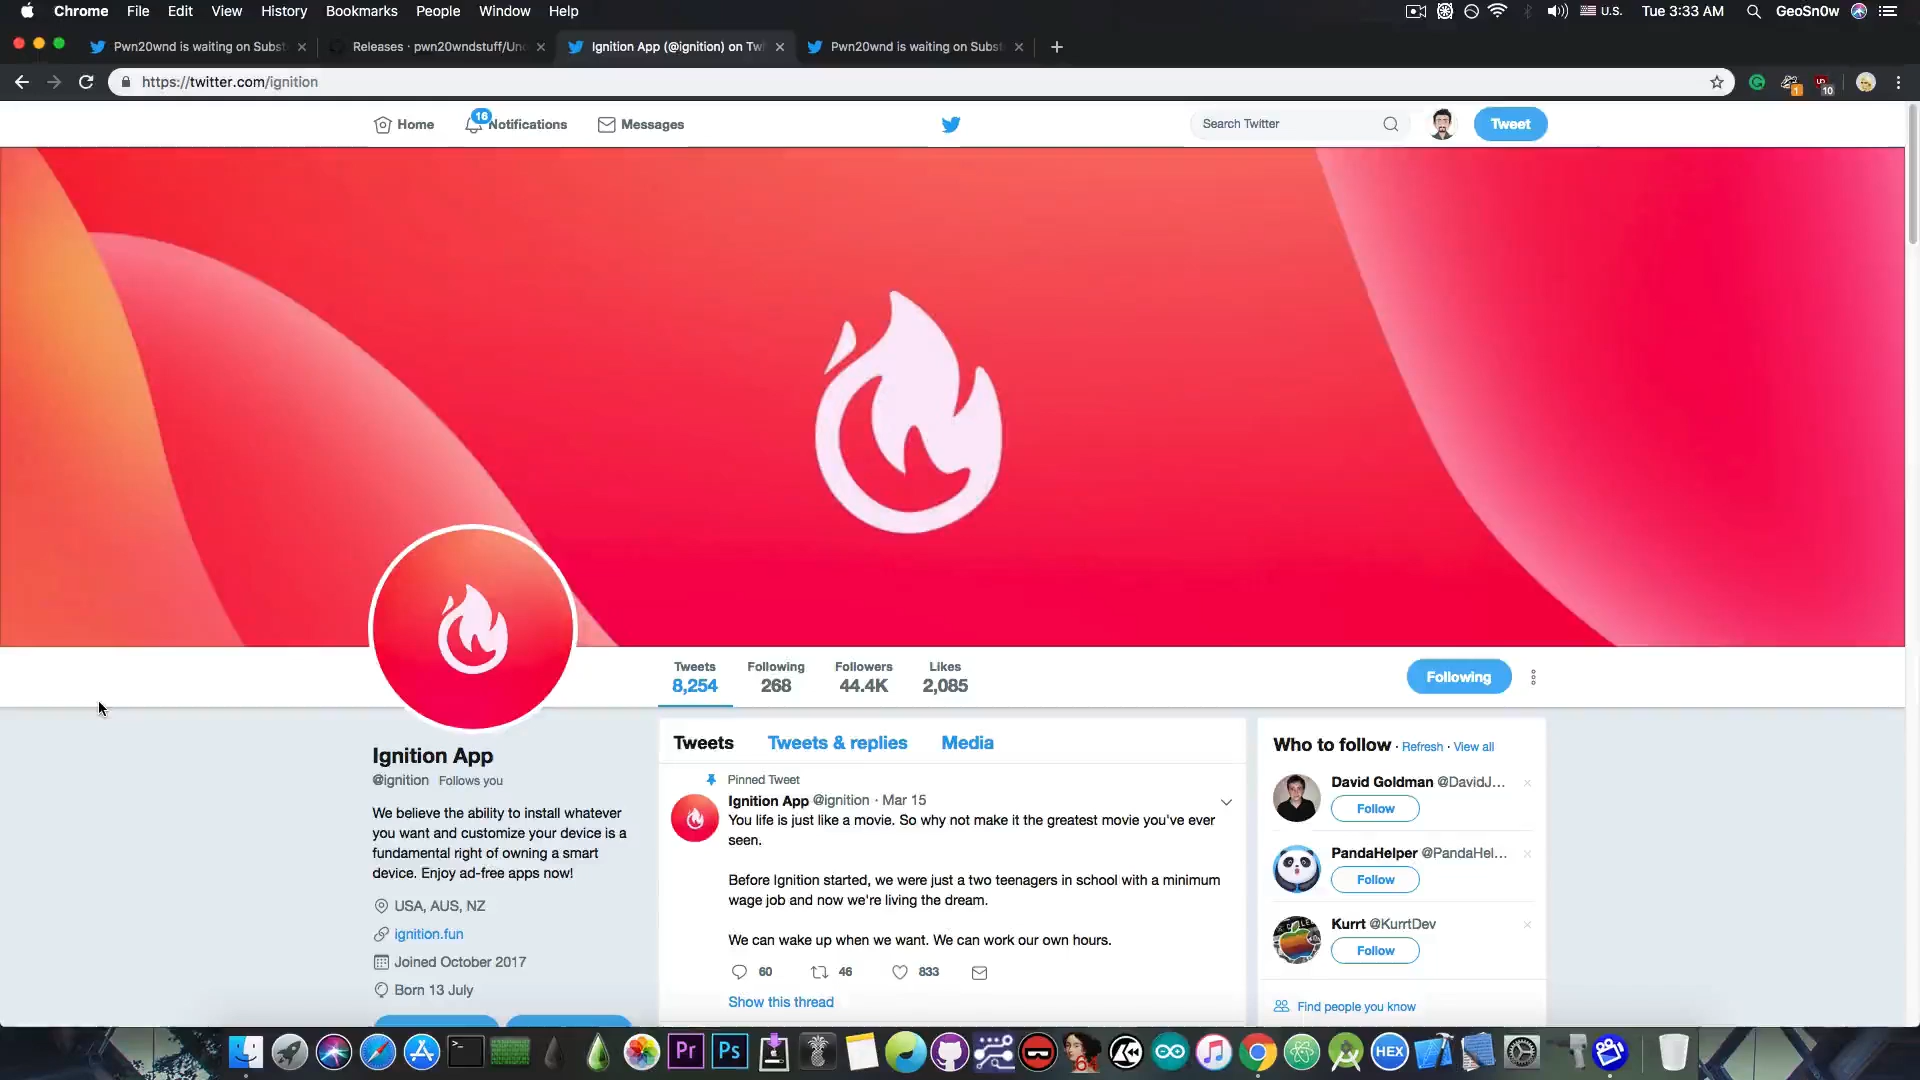 Chrome File Edit View History Bookmarks People Window Help U.S. Tue 3:33 AM GeoSn0w
Pwn20wnd is waiting on Subst Releases · pwn20wndstuff/Un Ignition App (@ignition) on Tw Pwn20wnd is waiting on Subst
https://twitter.com/ignition 1 10
Home 16 Notifications Messages Search Twitter Tweet
Tweets Following Followers Likes
8,254 268 44.4K 2,085 Following
Ignition App
@ignition Follows you
We believe the ability to install whatever
you want and customize your device is a
fundamental right of owning a smart
device. Enjoy ad-free apps now!
USA, AUS, NZ
ignition.fun
Joined October 2017
Born 13 July
Tweets Tweets & replies Media
Pinned Tweet
Ignition App @ignition · Mar 15
You life is just like a movie. So why not make it the greatest movie you've ever
seen.
Before Ignition started, we were just a two teenagers in school with a minimum
wage job and now we're living the dream.
We can wake up when we want. We can work our own hours.
60 46 833
Show this thread
Who to follow · Refresh · View all
David Goldman @DavidJ...
Follow
PandaHelper @PandaHel...
Follow
Kurrt @KurrtDev
Follow
Find people you know
Pr Ps 64 HEX